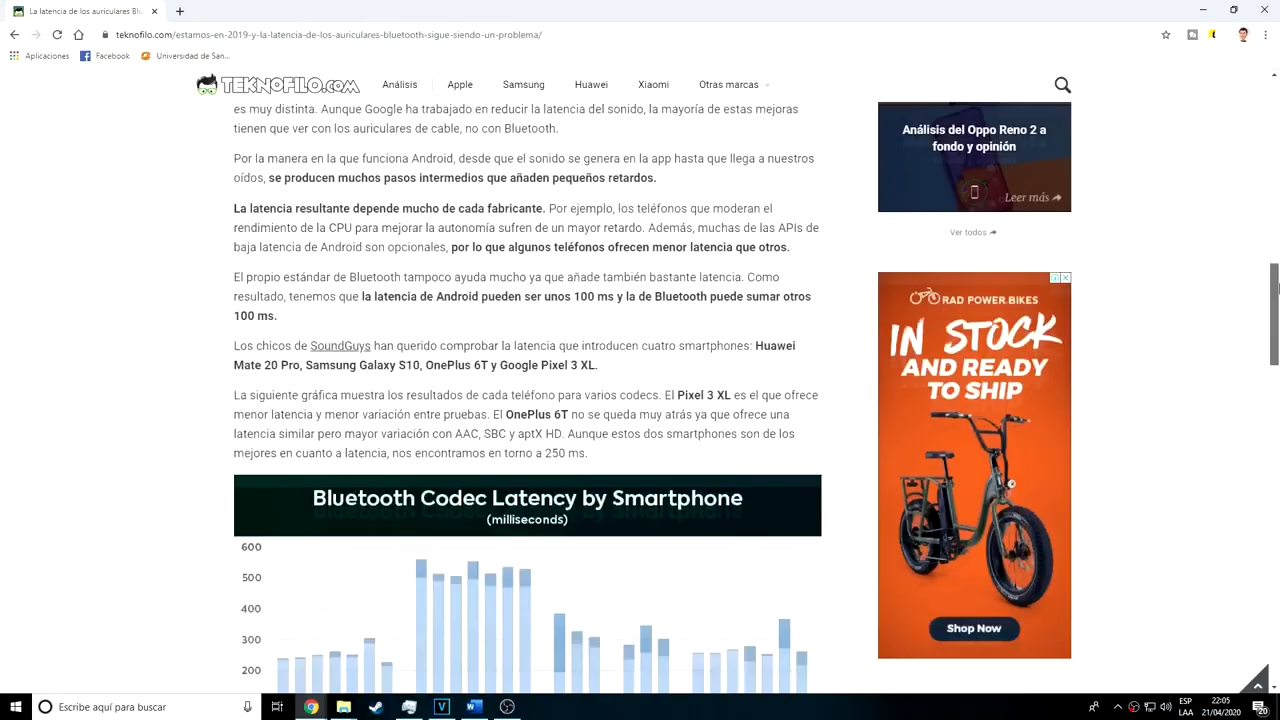 La latencia de los auriculares Bl
teknofilo.com/estamos-en-2019-y-la-latencia-de-los-auriculares-bluetooth-sigue-siendo-un-problema/
Aplicaciones
Facebook
Universidad de San...
TEKNOFILO.COM
Análisis
Apple
Samsung
Huawei
Xiaomi
Otras marcas
es muy distinta. Aunque Google ha trabajado en reducir la latencia del sonido, la mayoría de estas mejoras
tienen que ver con los auriculares de cable, no con Bluetooth.
Por la manera en la que funciona Android, desde que el sonido se genera en la app hasta que llega a nuestros
oídos, se producen muchos pasos intermedios que añaden pequeños retardos.
La latencia resultante depende mucho de cada fabricante. Por ejemplo, los teléfonos que moderan el
rendimiento de la CPU para mejorar la autonomía sufren de un mayor retardo. Además, muchas de las APIs de
baja latencia de Android son opcionales, por lo que algunos teléfonos ofrecen menor latencia que otros.
El propio estándar de Bluetooth tampoco ayuda mucho ya que añade también bastante latencia. Como
resultado, tenemos que la latencia de Android pueden ser unos 100 ms y la de Bluetooth puede sumar otros
100 ms.
Los chicos de SoundGuys han querido comprobar la latencia que introducen cuatro smartphones: Huawei
Mate 20 Pro, Samsung Galaxy S10, OnePlus 6T y Google Pixel 3 XL.
La siguiente gráfica muestra los resultados de cada teléfono para varios codecs. El Pixel 3 XL es el que ofrece
menor latencia y menor variación entre pruebas. El OnePlus 6T no se queda muy atrás ya que ofrece una
latencia similar pero mayor variación con AAC, SBC y aptX HD. Aunque estos dos smartphones son de los
mejores en cuanto a latencia, nos encontramos en torno a 250 ms.
Bluetooth Codec Latency by Smartphone
(milliseconds)
600
500
400
300
200
Análisis del Oppo Reno 2 a
fondo y opinión
Leer más
Ver todos
RAD POWER BIKES
IN STOCK
AND READY
TO SHIP
Shop Now
Escribe aquí para buscar
ESP
LAA
22:05
21/04/2020
20